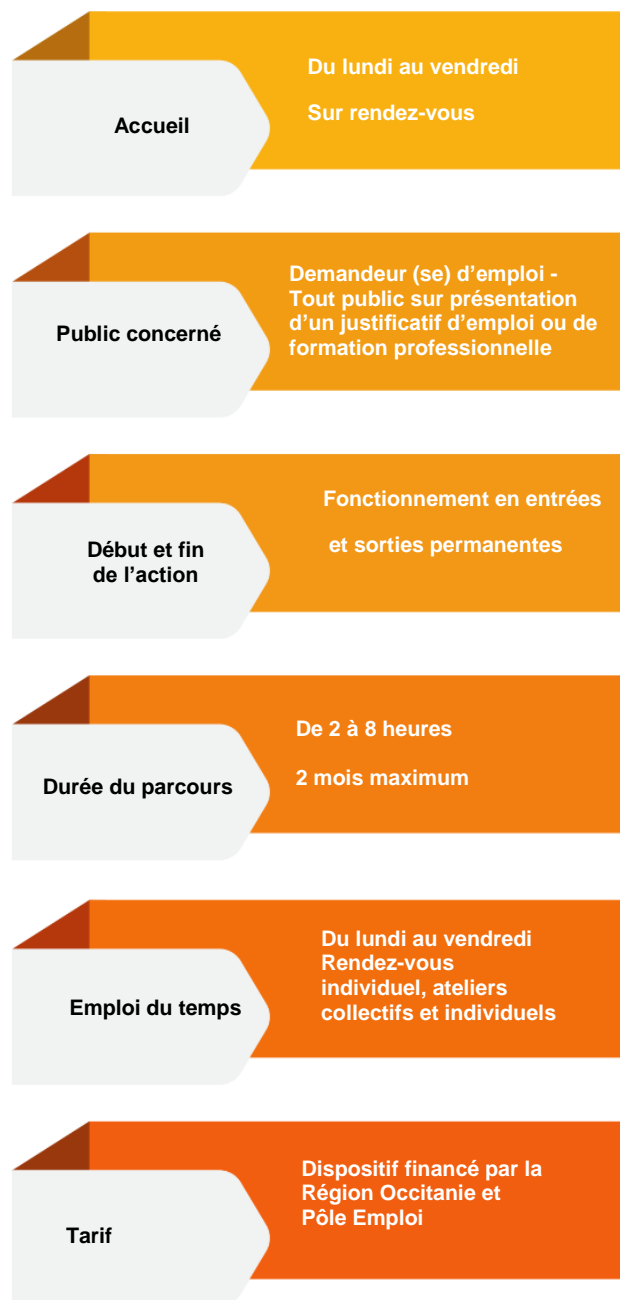 Accueil
Du lundi au vendredi
Sur rendez-vous
Public concerné
Demandeur (se) d’emploi -
Tout public sur présentation
d’un justificatif d’emploi ou de
formation professionnelle
Début et fin
de l’action
Fonctionnement en entrées
et sorties permanentes
Durée du parcours
De 2 à 8 heures
2 mois maximum
Emploi du temps
Du lundi au vendredi
Rendez-vous
individuel, ateliers
collectifs et individuels
Tarif
Dispositif financé par la
Région Occitanie et
Pôle Emploi